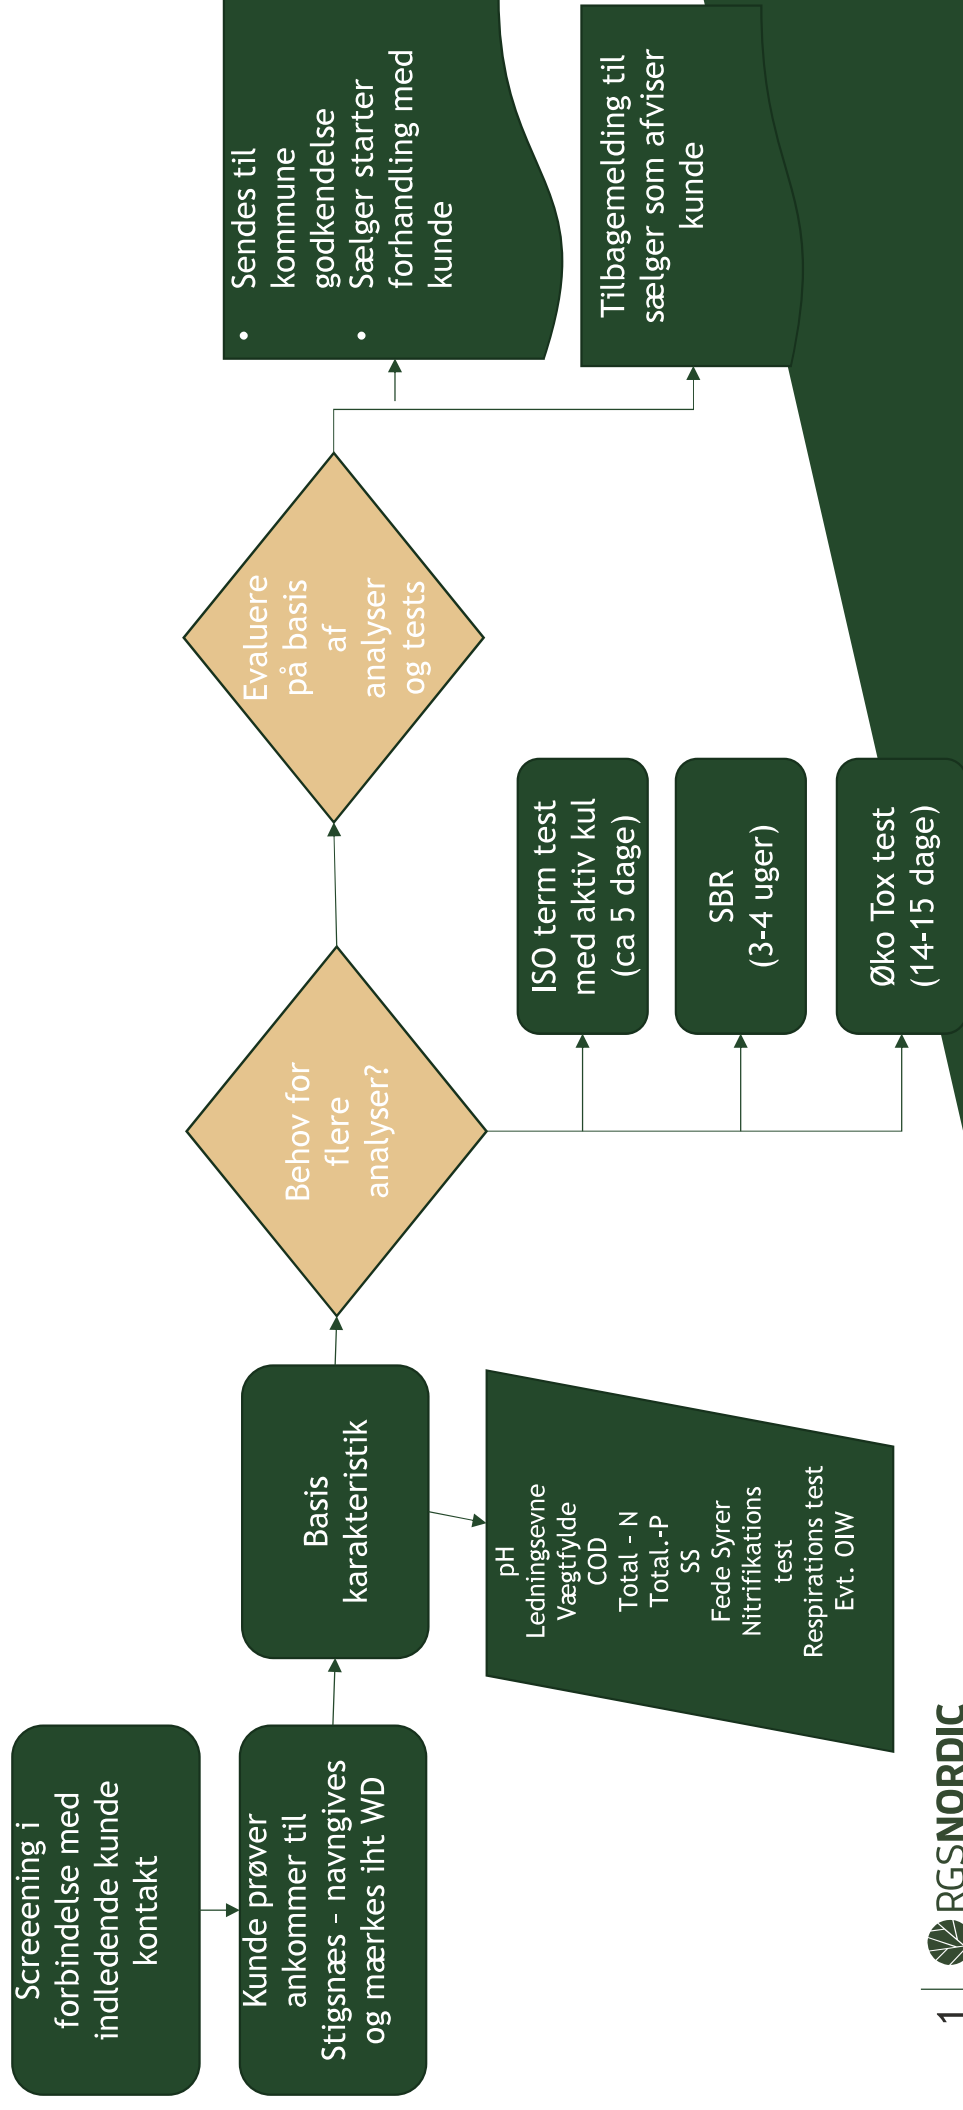 Screeening i
forbindelse med
indledende kunde
kontakt
Kunde prøver
ankommer til
Stigsnæs - navngives
og mærkes iht WD
Basis
karakteristik
pH
Ledningsevne
Vægtfylde
COD
Total - N
Total.-P
SS
Fede Syrer
Nitrifikations
test
Respirations test
Evt. OIW
Behov for
flere
analyser?
ISO term test
med aktiv kul
(ca 5 dage)
SBR
(3-4 uger)
Øko Tox test
(14-15 dage)
Evaluere
på basis
af
analyser
og tests
• Sendes til
kommune
godkendelse
• Sælger starter
forhandling med
kunde
Tilbagemelding til
sælger som afviser
kunde
1 | RGSNORDIC